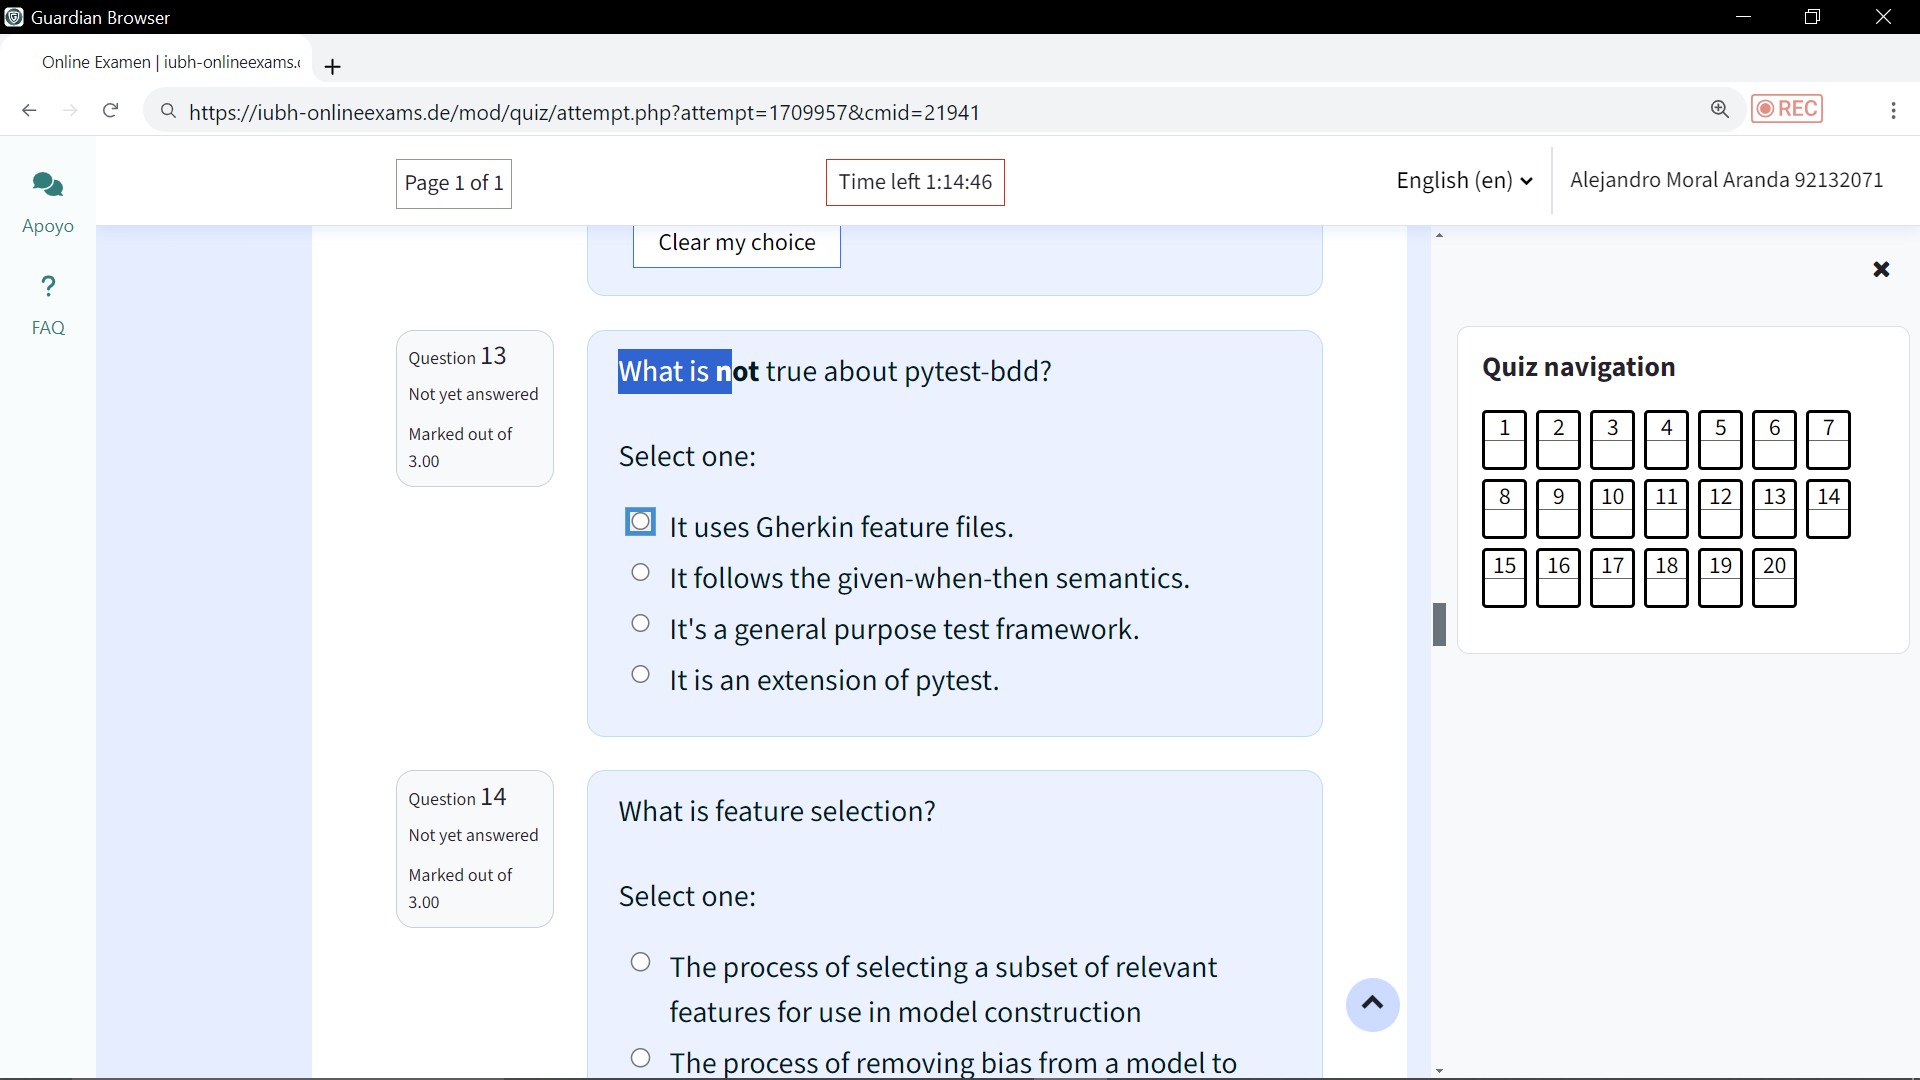 Guardian Browser
Online Examen | iubh-onlineexams.
https://iubh-onlineexams.de/mod/quiz/attempt.php?attempt=1709957&cmid=21941
REC
Page 1 of 1
Time left 1:14:46
English (en)
Alejandro Moral Aranda 92132071
Apoyo
?
FAQ
Clear my choice
Question 13
Not yet answered
Marked out of
3.00
What is not true about pytest-bdd?
Select one:
It uses Gherkin feature files.
It follows the given-when-then semantics.
It's a general purpose test framework.
It is an extension of pytest.
Question 14
Not yet answered
Marked out of
3.00
What is feature selection?
Select one:
The process of selecting a subset of relevant
features for use in model construction
The process of removing bias from a model to
Quiz navigation
1 2 3 4 5 6 7
8 9 10 11 12 13 14
15 16 17 18 19 20